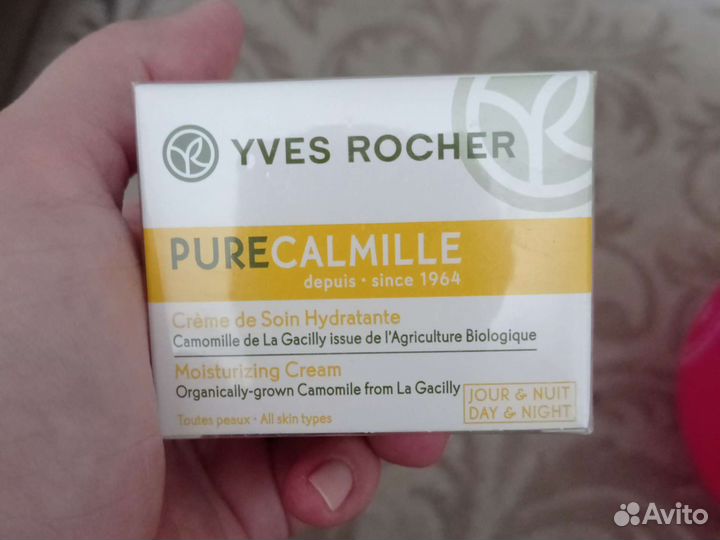 YVES ROCHER
PURECALMILLE
depuis · since 1964
Crème de Soin Hydratante
Camomille de La Gacilly issue de l'Agriculture Biologique
Moisturizing Cream
Organically-grown Camomile from La Gacilly
JOUR & NUIT
DAY & NIGHT
Toutes peaux · All skin types
Avito